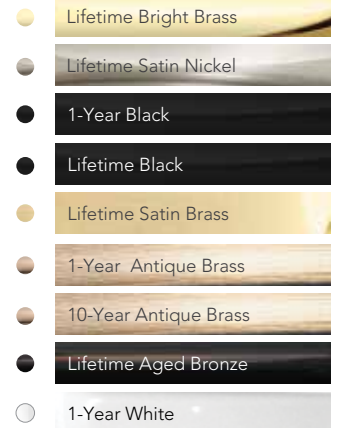 Lifetime Bright Brass
Lifetime Satin Nickel
1-Year Black
Lifetime Black
Lifetime Satin Brass
1-Year  Antique Brass
10-Year Antique Brass
Lifetime Aged Bronze
1-Year White